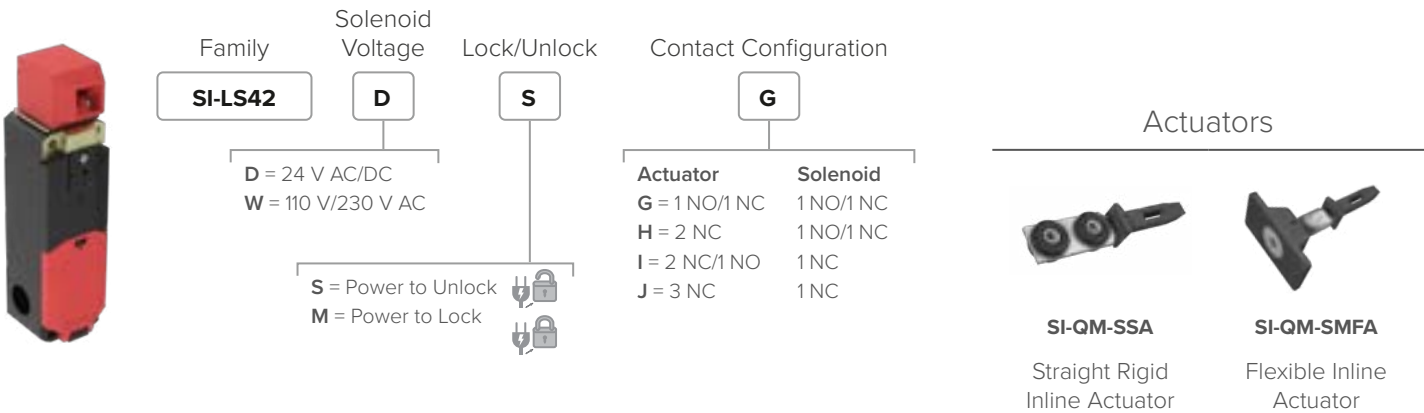 Family
Solenoid
Voltage
Lock/Unlock
Contact Configuration
SI-LS42
D
S
G
D = 24 V AC/DC
W = 110 V/230 V AC
S = Power to Unlock
M = Power to Lock
Actuator Solenoid
G = 1 NO/1 NC 1 NO/1 NC
H = 2 NC 1 NO/1 NC
I = 2 NC/1 NO 1 NC
J = 3 NC 1 NC
Actuators
SI-QM-SSA
Straight Rigid
Inline Actuator
SI-QM-SMFA
Flexible Inline
Actuator